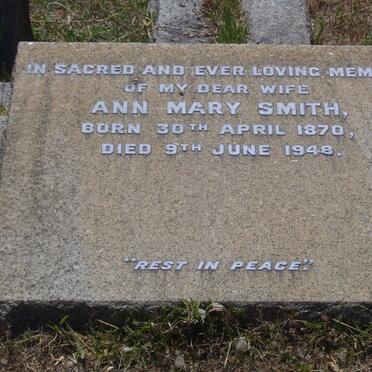 IN SACRED AND EVER LOVING MEM
OF MY DEAR WIFE
ANN MARY SMITH,
BORN 30TH APRIL 1870,
DIED 9TH JUNE 1948.
"REST IN PEACE."